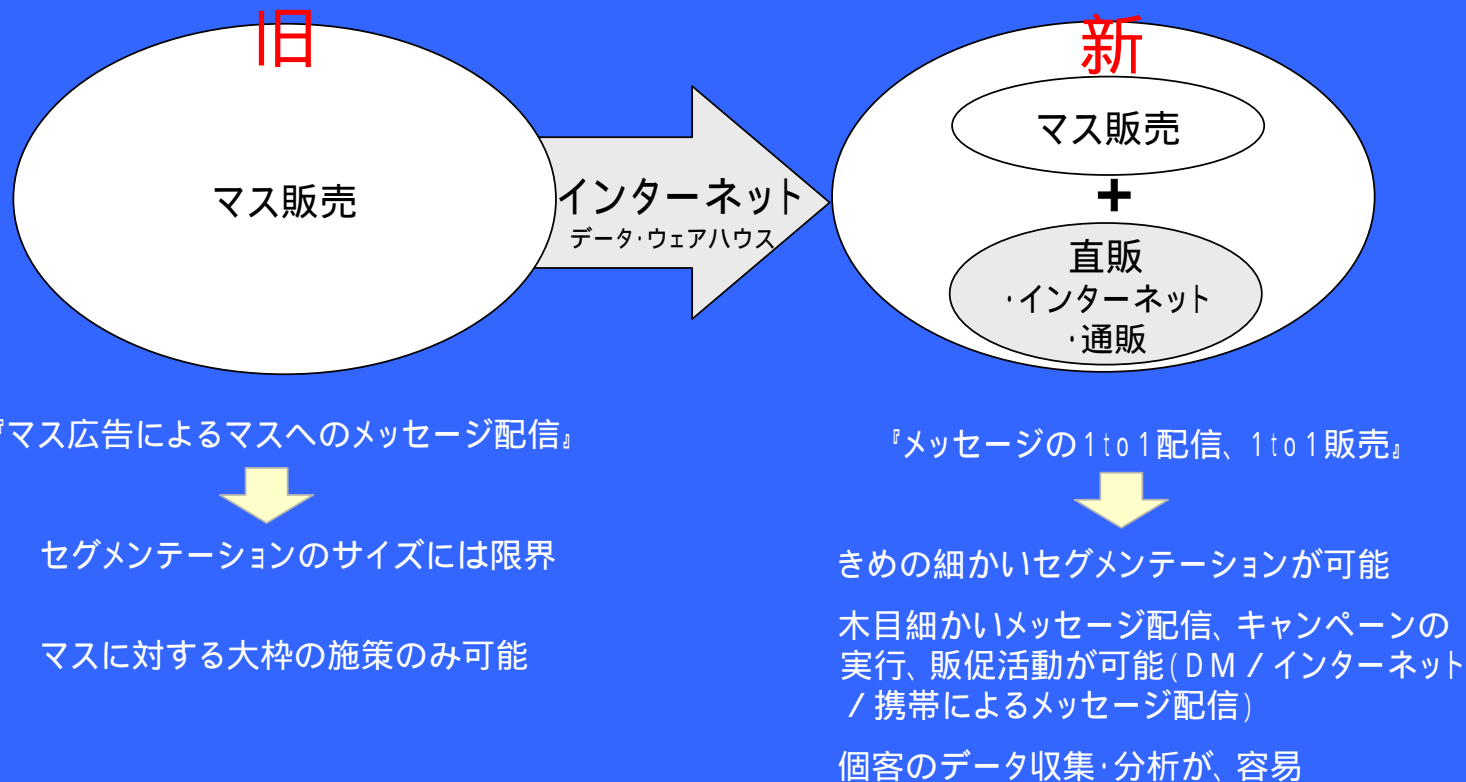 旧
マス販売
インターネット
データ・ウェアハウス
新
マス販売
+
直販
・インターネット
・通販
『マス広告によるマスへのメッセージ配信』
セグメンテーションのサイズには限界
マスに対する大枠の施策のみ可能
『メッセージの1to1配信、1to1販売』
きめの細かいセグメンテーションが可能
木目細かいメッセージ配信、キャンペーンの
実行、販促活動が可能(DM/インターネット
/携帯によるメッセージ配信)
個客のデータ収集・分析が、容易